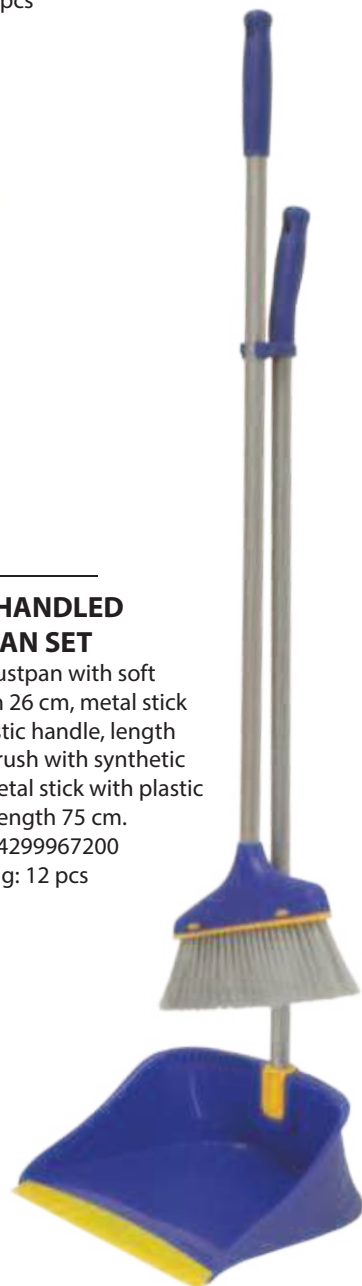 pcs
HANDLED
AN SET
ustpan with soft
n 26 cm, metal stick
stic handle, length
rush with synthetic
etal stick with plastic
ength 75 cm.
4299967200
g: 12 pcs